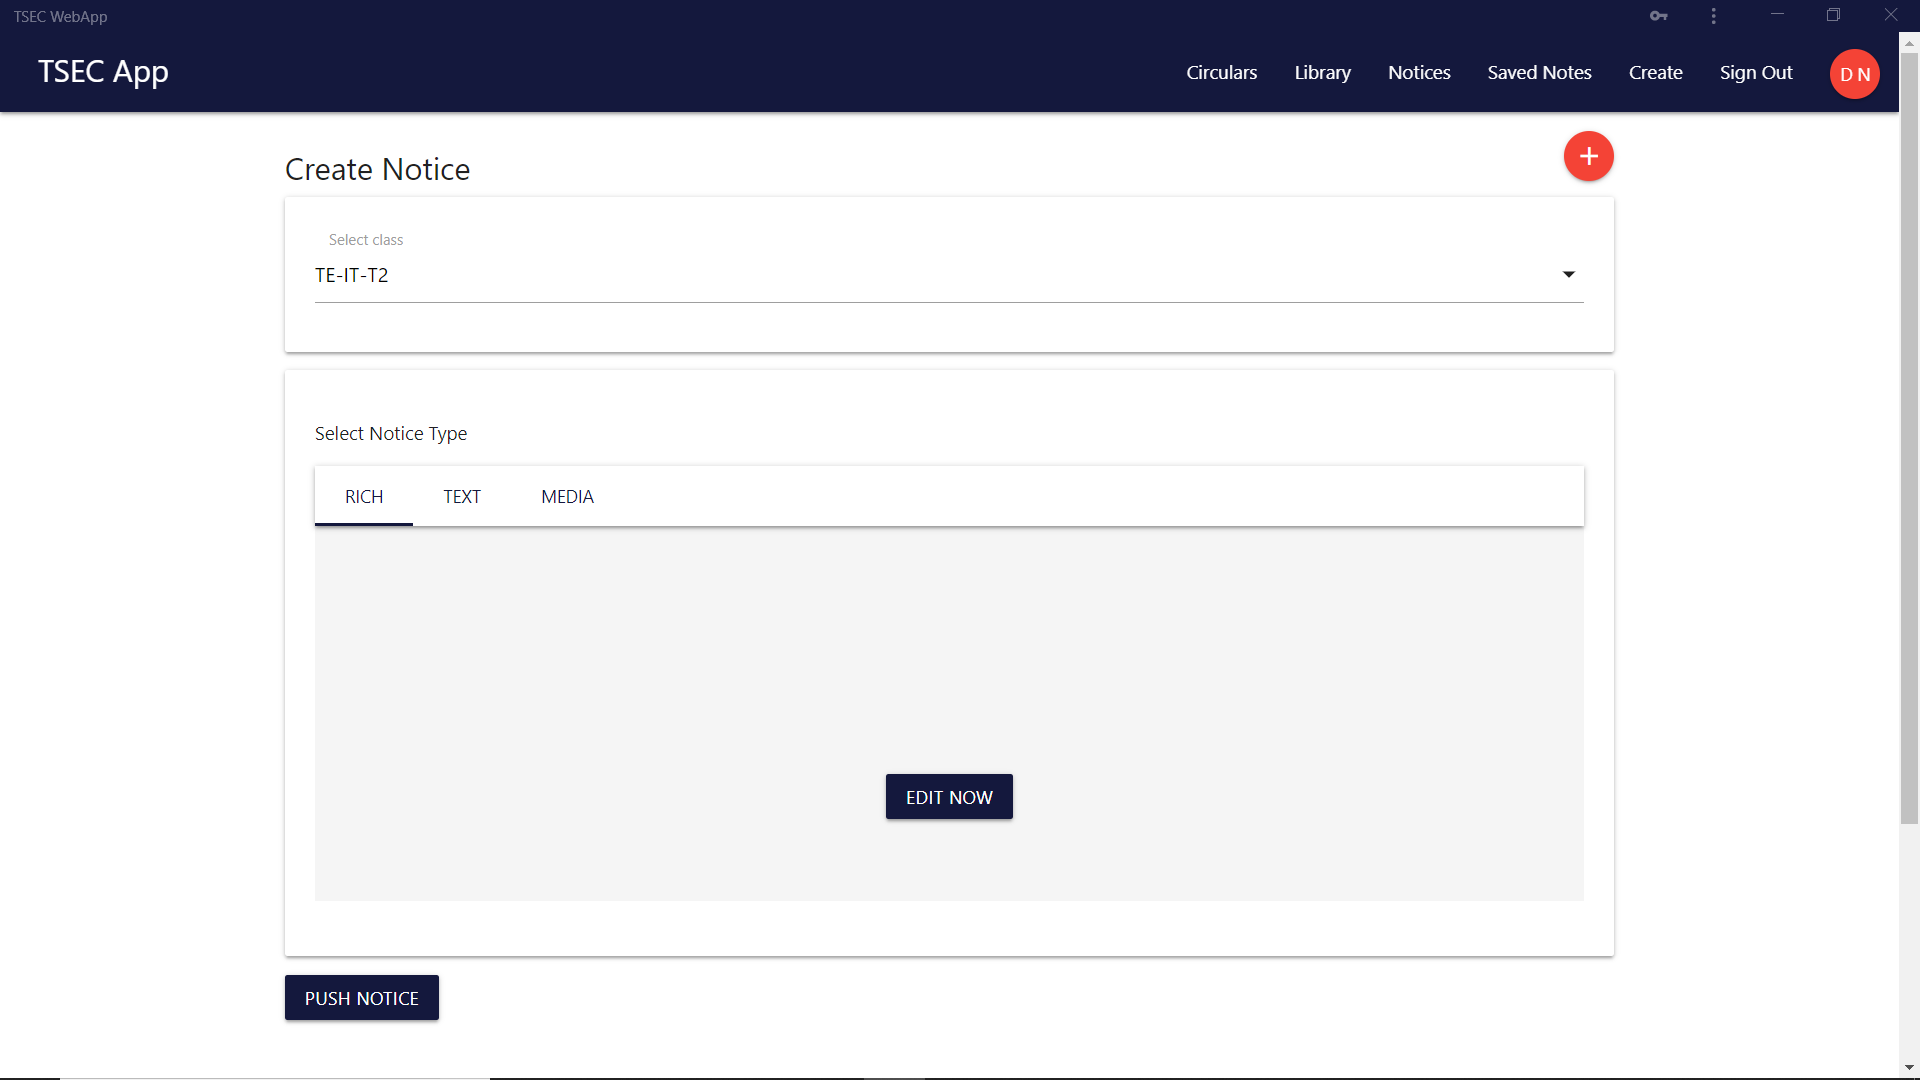 TSEC WebApp
TSEC App
Circulars Library Notices Saved Notes Create Sign Out D N
Create Notice
Select class
TE-IT-T2
Select Notice Type
RICH TEXT MEDIA
EDIT NOW
PUSH NOTICE